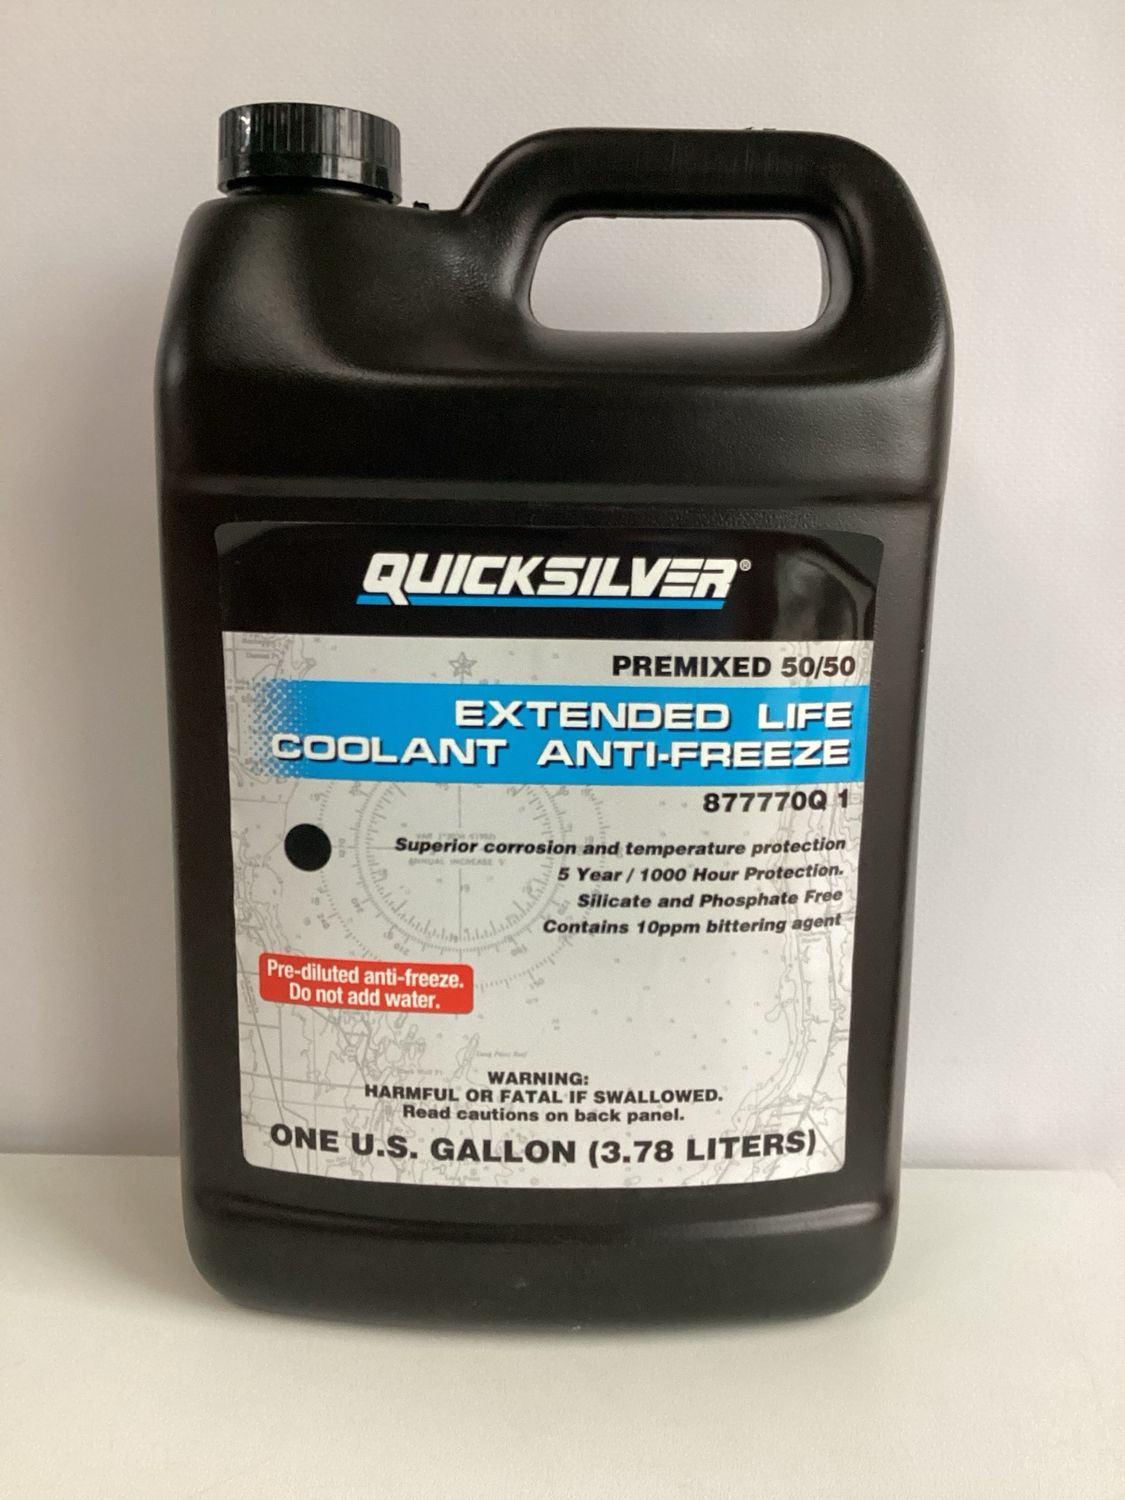 QUICKSILVER®
PREMIXED 50/50
EXTENDED LIFE
COOLANT ANTI-FREEZE
877770Q 1
Superior corrosion and temperature protection
5 Year / 1000 Hour Protection.
Silicate and Phosphate Free
Contains 10ppm bittering agent
Pre-diluted anti-freeze.
Do not add water.
WARNING:
HARMFUL OR FATAL IF SWALLOWED.
Read cautions on back panel.
ONE U.S. GALLON (3.78 LITERS)